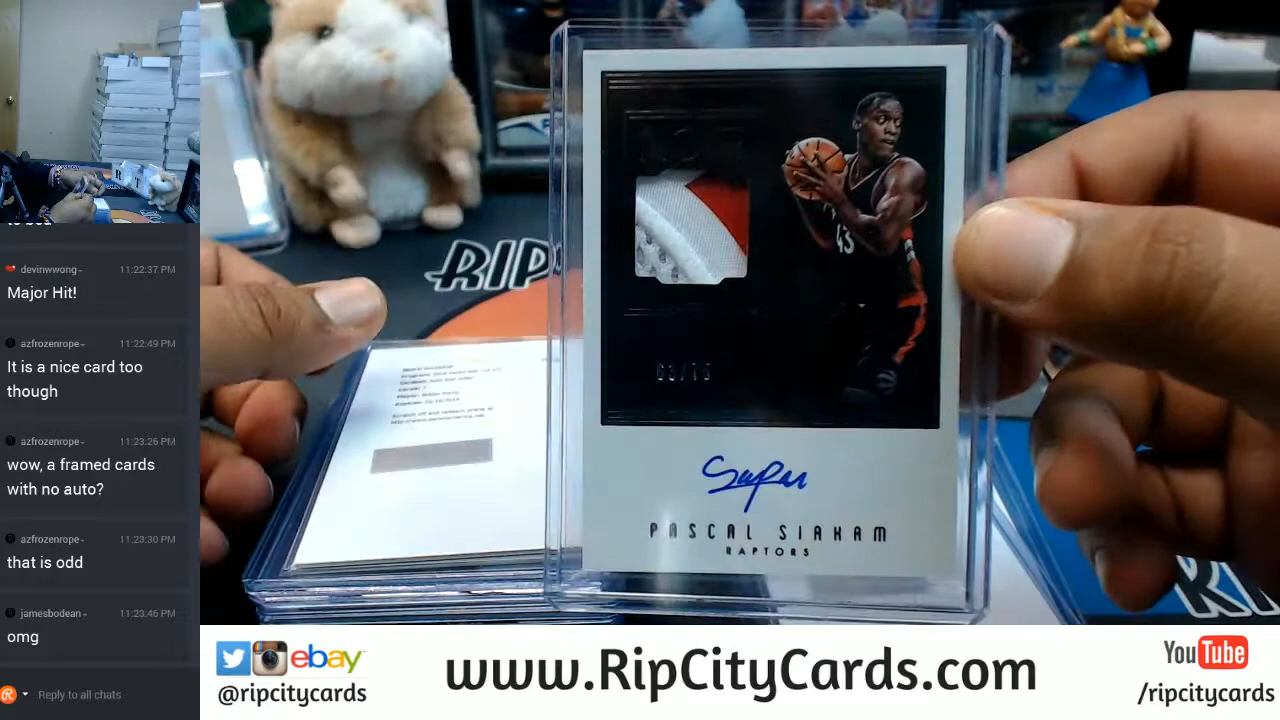 devinwwong
11:22:37 PM
Major Hit!
azfrozenrope
11:22:49 PM
It is a nice card too
though
azfrozenrope
11:23:26 PM
wow, a framed cards
with no auto?
azfrozenrope
11:23:30 PM
that is odd
jamesbodean
11:23:46 PM
omg
Reply to all chats
RIP
43
PASCAL SIAKAM
RAPTORS
RI
ebay
@ripcitycards
www.RipCityCards.com
YouTube
/ripcitycards